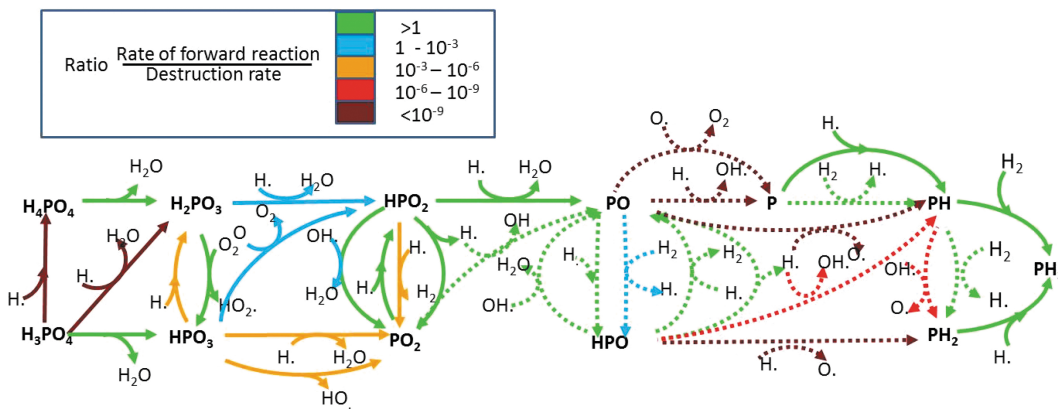 Ratio
Rate of forward reaction
Destruction rate
>1
1 - 10⁻³
10⁻³ – 10⁻⁶
10⁻⁶ – 10⁻⁹
<10⁻⁹
O.
O₂
H.
H₂O
H.
H₂O
H.
H₂O
H.
OH.
H₂
H.
H₂
H₄PO₄
H₂PO₃
HPO₂
PO
P
PH
O₂
H₂O
O₂O
OH.
H.
H.
OH
H₂
H₂
H₂
H.
H.
OH.
O.
OH.
H₂
PH
H.
H.
H.
HO₂.
H₂O
H.
H₂
H₂O
OH.
H.
H.
O.
H.
H₃PO₄
HPO₃
PO₂
HPO
PH₂
H₂O
H.
H₂O
HO.
H.
O.
H.